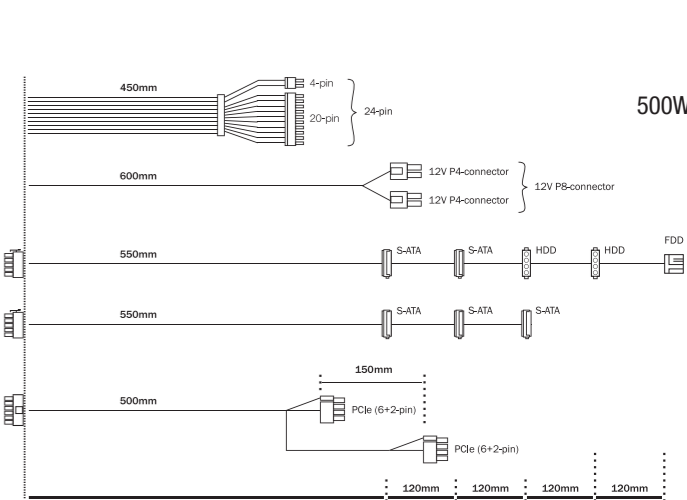 450mm
4-pin
20-pin
24-pin
500W
600mm
12V P4-connector
12V P4-connector
12V P8-connector
550mm
S-ATA
S-ATA
HDD
HDD
FDD
550mm
S-ATA
S-ATA
S-ATA
150mm
500mm
PCIe (6+2-pin)
PCIe (6+2-pin)
120mm
120mm
120mm
120mm